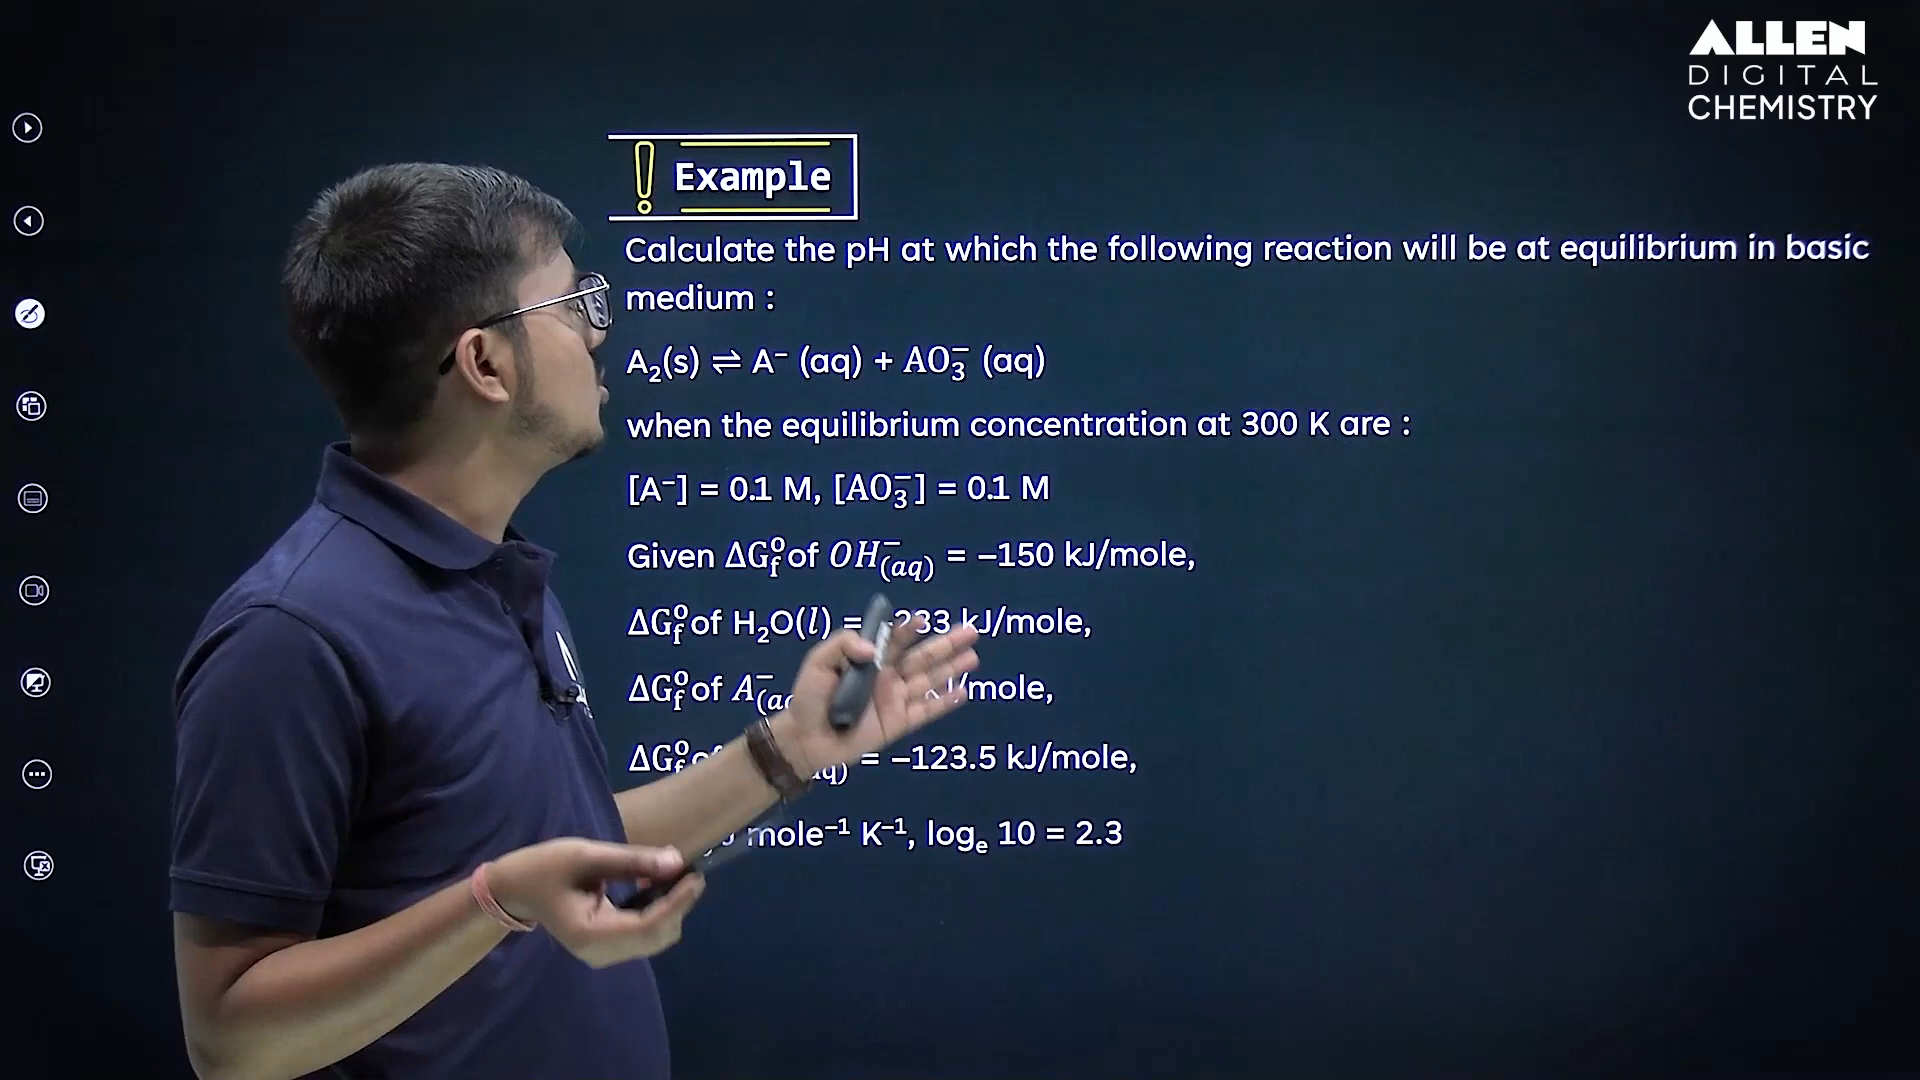 ALLEN
DIGITAL
CHEMISTRY
Example
Calculate the pH at which the following reaction will be at equilibrium in basic
medium :
A₂(s) ⇌ A⁻ (aq) + AO₃⁻ (aq)
when the equilibrium concentration at 300 K are :
[A⁻] = 0.1 M, [AO₃⁻] = 0.1 M
Given ΔG°f of OH⁻(aq) = –150 kJ/mole,
ΔG°f of H₂O(l) = –233 kJ/mole,
ΔG°f of A⁻ kJ/mole,
ΔG°f = –123.5 kJ/mole,
mole⁻¹ K⁻¹, logₑ 10 = 2.3